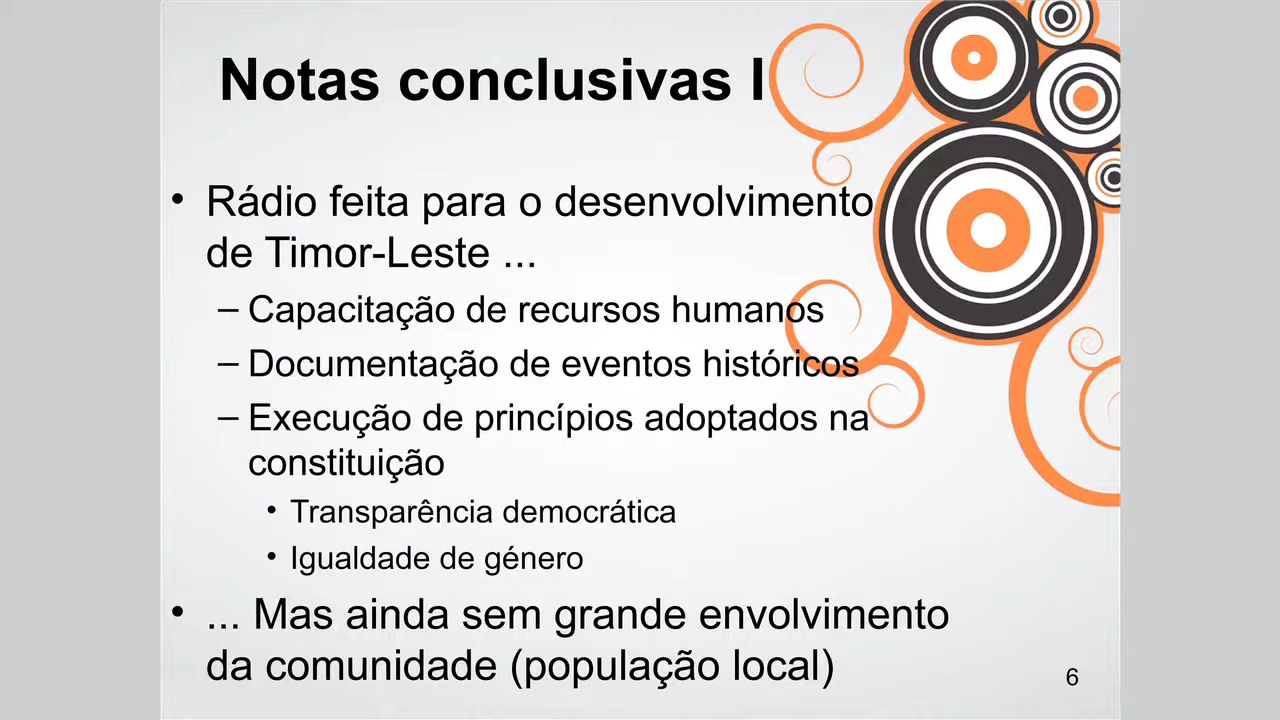 Notas conclusivas I
• Rádio feita para o desenvolvimento
de Timor-Leste ...
– Capacitação de recursos humanos
– Documentação de eventos históricos
– Execução de princípios adoptados na
constituição
• Transparência democrática
• Igualdade de género
• ... Mas ainda sem grande envolvimento
da comunidade (população local)
6